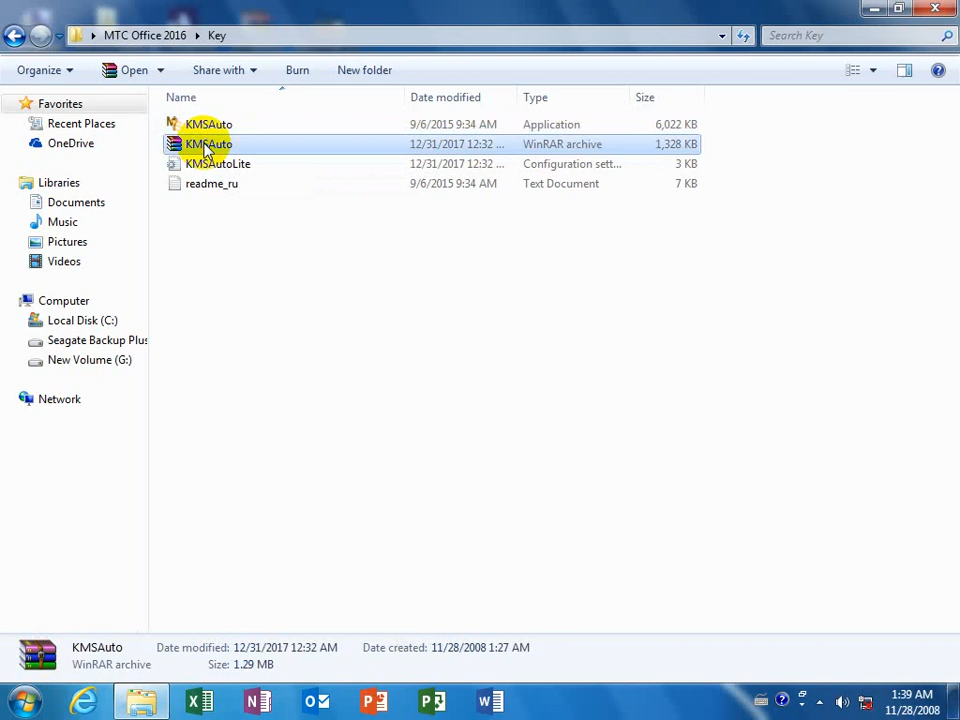 MTC Office 2016 Key
Search Key
Organize Open Share with Burn New folder
Name Date modified Type Size
Favorites
Recent Places
OneDrive
Libraries
Documents
Music
Pictures
Videos
Computer
Local Disk (C:)
Seagate Backup Plus
New Volume (G:)
Network
KMSAuto 9/6/2015 9:34 AM Application 6,022 KB
KMSAuto 12/31/2017 12:32 ... WinRAR archive 1,328 KB
KMSAutoLite 12/31/2017 12:32 ... Configuration sett... 3 KB
readme_ru 9/6/2015 9:34 AM Text Document 7 KB
KMSAuto Date modified: 12/31/2017 12:32 AM Date created: 11/28/2008 1:27 AM
WinRAR archive Size: 1.29 MB
1:39 AM
11/28/2008